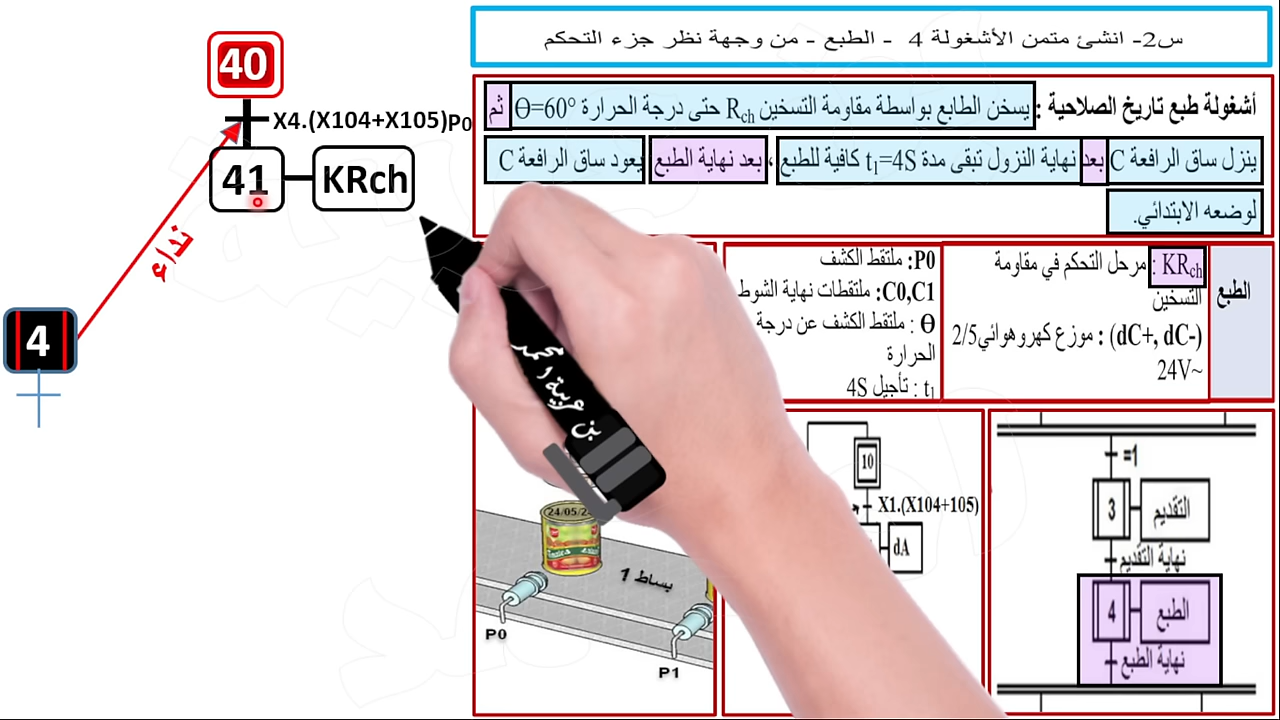 س2- انشئ متمن الأشغولة 4 - الطبع - من وجهة نظر جزء التحكم
أشغولة طبع تاريخ الصلاحية : يسخن الطابع بواسطة مقاومة التسخين Rch حتى درجة الحرارة Θ=60° ثم
ينزل ساق الرافعة C بعد نهاية النزول تبقى مدة t1=4S كافية للطبع ، بعد نهاية الطبع يعود ساق الرافعة C
لوضعه الابتدائي.
40
X4.(X104+X105)P0
41
KRch
نداء
4
الطبع
KRch : مرحل التحكم في مقاومة
التسخين
(dC+, dC-) : موزع كهروهوائي 2/5
24V~
P0: ملتقط الكشف
C0,C1: ملتقطات نهاية الشوط
Θ : ملتقط الكشف عن درجة
الحرارة
t1 : تأجيل 4S
24/05/2
بساط 1
P0
P1
10
X1.(X104+105)
dA
=1
3
التقديم
نهاية التقديم
4
الطبع
نهاية الطبع